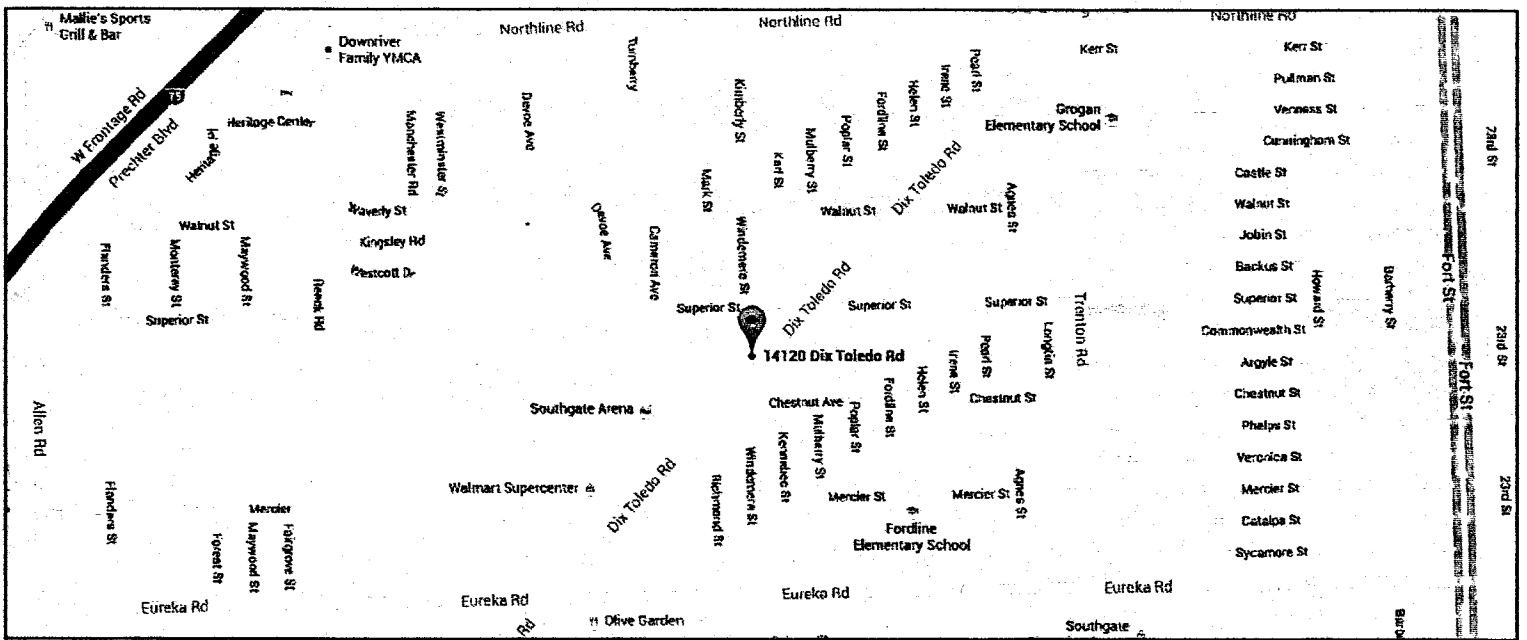 Mallie's Sports
Grill & Bar
Northline Rd
Northline Rd
Northline Rd
Downriver
Family YMCA
Turnberry
Kerr St
Kerr St
Pearl St
Irene St
Pullman St
75
Kimberly St
Helen St
W Frontage Rd
Devoe Ave
Fordline St
Grogan
Elementary School
Venness St
Heritage Center
Manchester Rd
Westminster St
Poplar St
23rd St
Prechter Blvd
Mulberry St
Cunningham St
Karl St
Dix Toledo Rd
Castle St
Mark St
Waverly St
Walnut St
Walnut St
Agnes St
Walnut St
Walnut St
Devoe Ave
Jobin St
Kingsley Rd
Windemere St
Cameron Ave
Backus St
Flanders St
Monterey St
Maywood St
Westcott Dr
Dix Toledo Rd
Fort St
Reeck Rd
Superior St
Superior St
Superior St
Superior St
Howard St
Barberry St
Superior St
Trenton Rd
Commonwealth St
23rd St
14120 Dix Toledo Rd
Irene St
Pearl St
Longtin St
Argyle St
Fort St
Helen St
Chestnut Ave
Fordline St
Chestnut St
Chestnut St
Southgate Arena
Allen Rd
Poplar St
Phelps St
Mulberry St
Kennebec St
Veronica St
Windemere St
Dix Toledo Rd
Walmart Supercenter
Richmond St
Mercier St
Mercier St
Agnes St
Mercier St
23rd St
Flanders St
Mercier
Catalpa St
Fordline
Elementary School
Forest St
Maywood St
Fairgrove St
Sycamore St
Eureka Rd
Eureka Rd
Eureka Rd
Eureka Rd
Olive Garden
Rd
Southgate